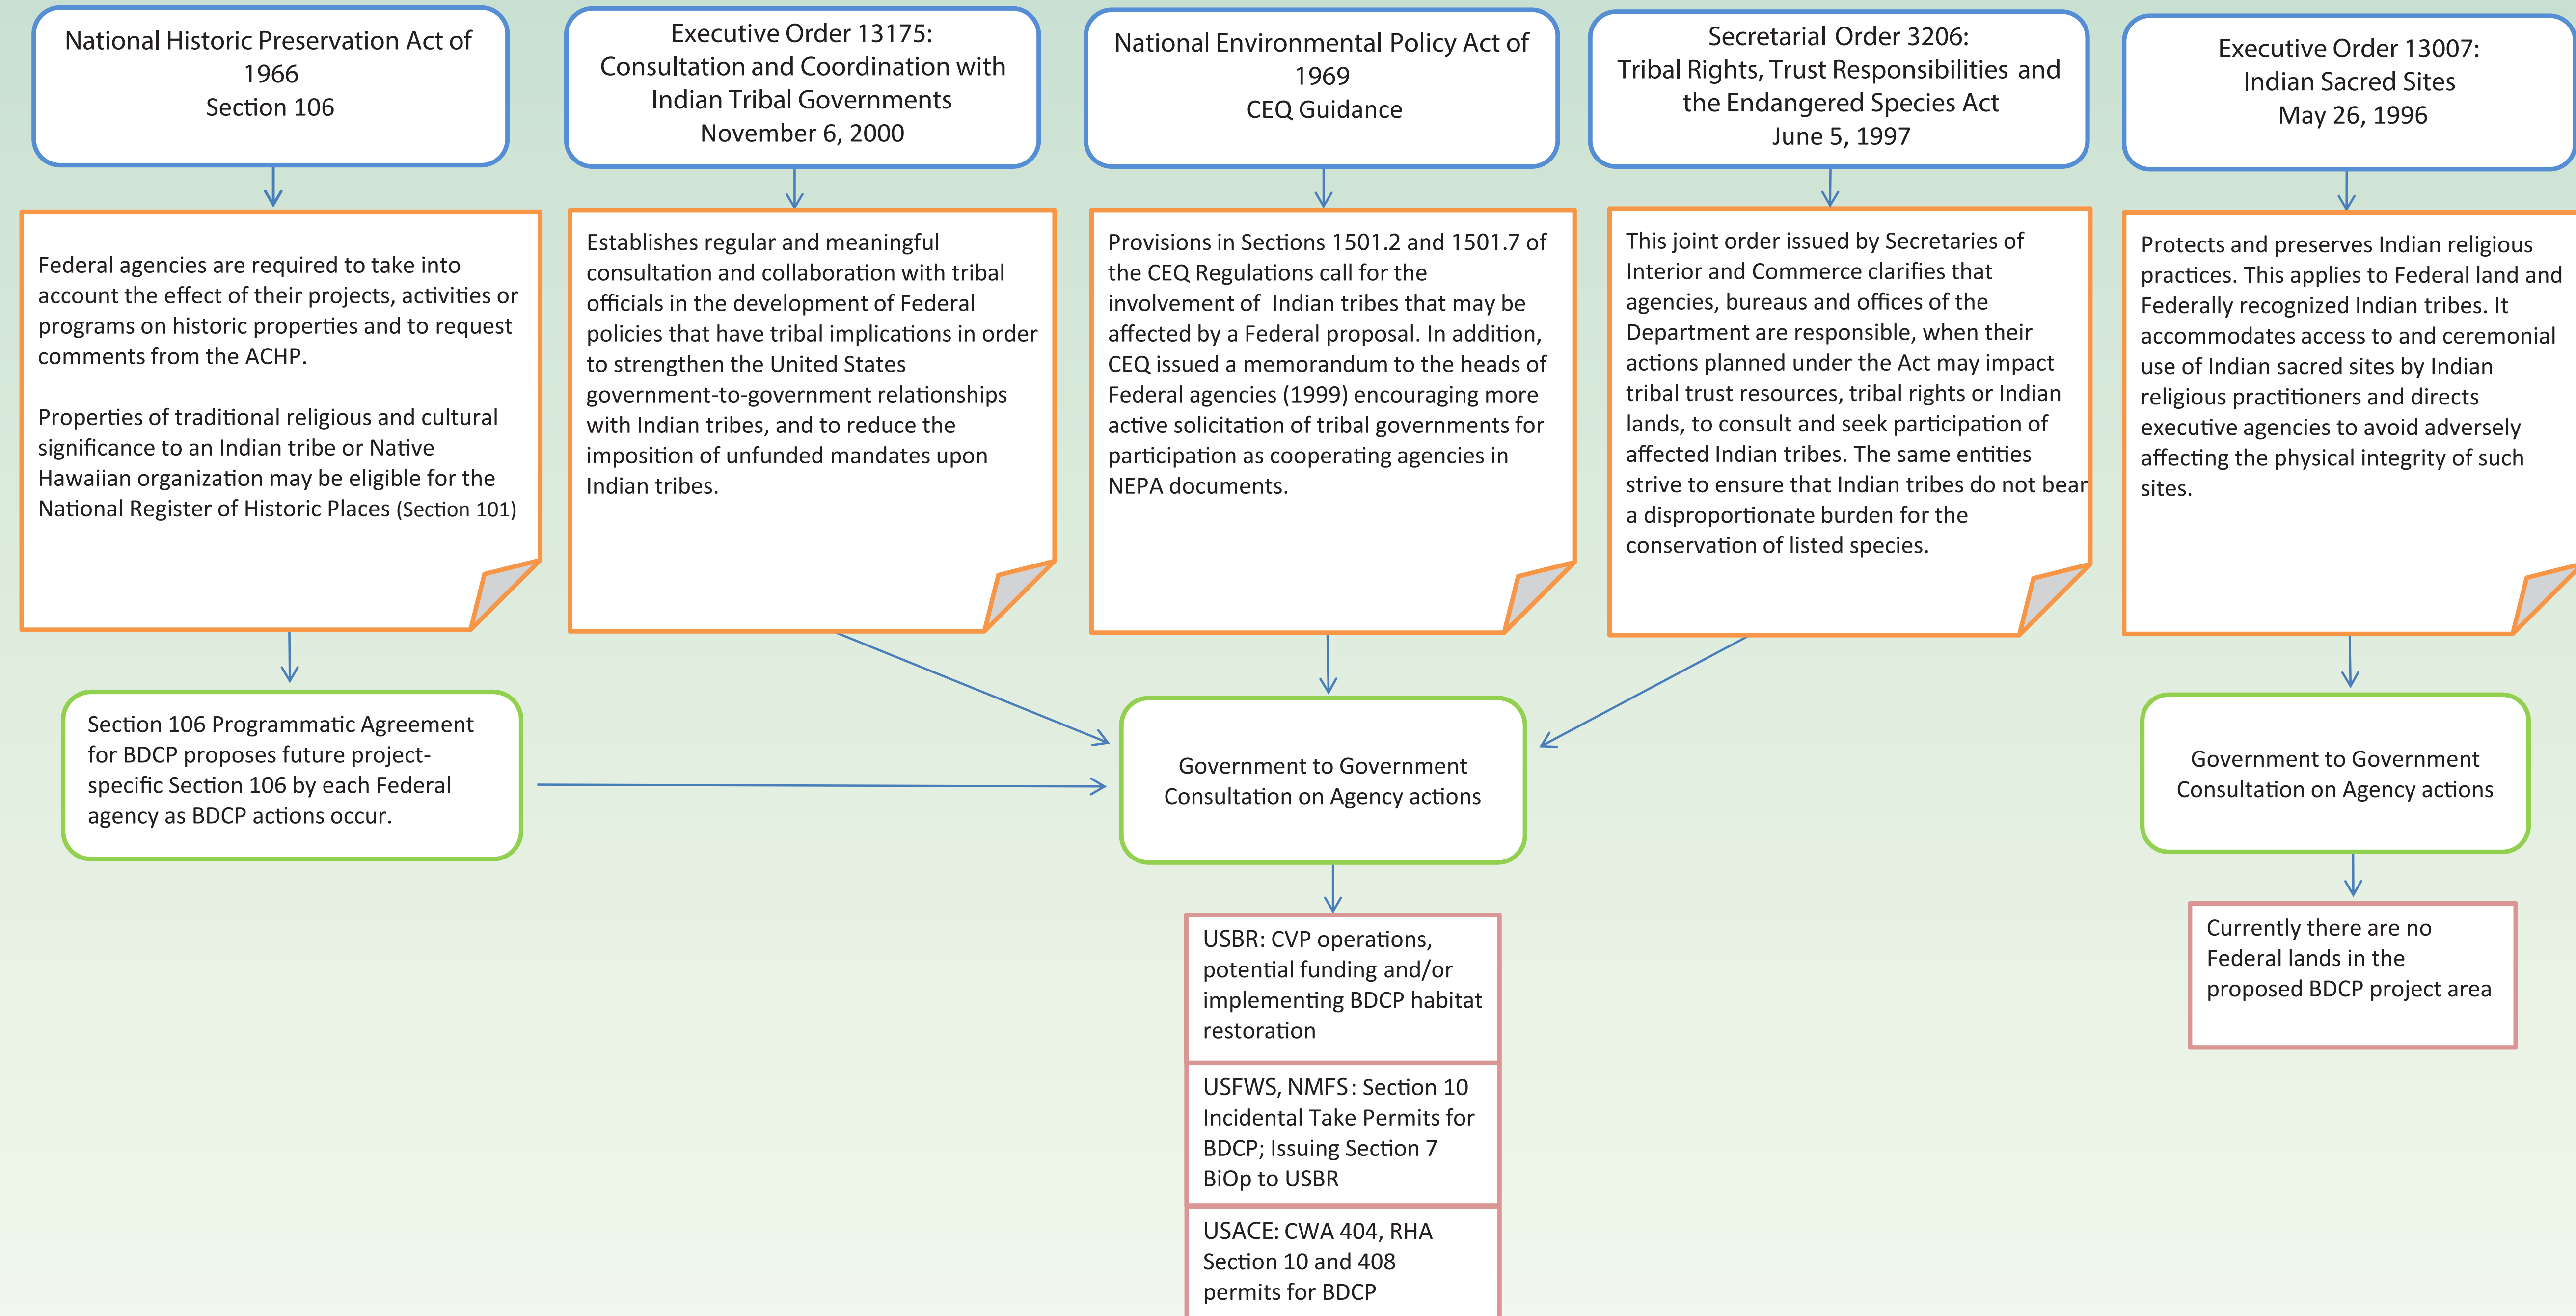 National Historic Preservation Act of
1966
Section 106
Executive Order 13175:
Consultation and Coordination with
Indian Tribal Governments
November 6, 2000
National Environmental Policy Act of
1969
CEQ Guidance
Secretarial Order 3206:
Tribal Rights, Trust Responsibilities and
the Endangered Species Act
June 5, 1997
Executive Order 13007:
Indian Sacred Sites
May 26, 1996
Federal agencies are required to take into
account the effect of their projects, activities or
programs on historic properties and to request
comments from the ACHP.
Properties of traditional religious and cultural
significance to an Indian tribe or Native
Hawaiian organization may be eligible for the
National Register of Historic Places (Section 101)
Establishes regular and meaningful
consultation and collaboration with tribal
officials in the development of Federal
policies that have tribal implications in order
to strengthen the United States
government-to-government relationships
with Indian tribes, and to reduce the
imposition of unfunded mandates upon
Indian tribes.
Provisions in Sections 1501.2 and 1501.7 of
the CEQ Regulations call for the
involvement of Indian tribes that may be
affected by a Federal proposal. In addition,
CEQ issued a memorandum to the heads of
Federal agencies (1999) encouraging more
active solicitation of tribal governments for
participation as cooperating agencies in
NEPA documents.
This joint order issued by Secretaries of
Interior and Commerce clarifies that
agencies, bureaus and offices of the
Department are responsible, when their
actions planned under the Act may impact
tribal trust resources, tribal rights or Indian
lands, to consult and seek participation of
affected Indian tribes. The same entities
strive to ensure that Indian tribes do not bear
a disproportionate burden for the
conservation of listed species.
Protects and preserves Indian religious
practices. This applies to Federal land and
Federally recognized Indian tribes. It
accommodates access to and ceremonial
use of Indian sacred sites by Indian
religious practitioners and directs
executive agencies to avoid adversely
affecting the physical integrity of such
sites.
Section 106 Programmatic Agreement
for BDCP proposes future project-
specific Section 106 by each Federal
agency as BDCP actions occur.
Government to Government
Consultation on Agency actions
Government to Government
Consultation on Agency actions
USBR: CVP operations,
potential funding and/or
implementing BDCP habitat
restoration
USFWS, NMFS: Section 10
Incidental Take Permits for
BDCP; Issuing Section 7
BiOp to USBR
USACE: CWA 404, RHA
Section 10 and 408
permits for BDCP
Currently there are no
Federal lands in the
proposed BDCP project area